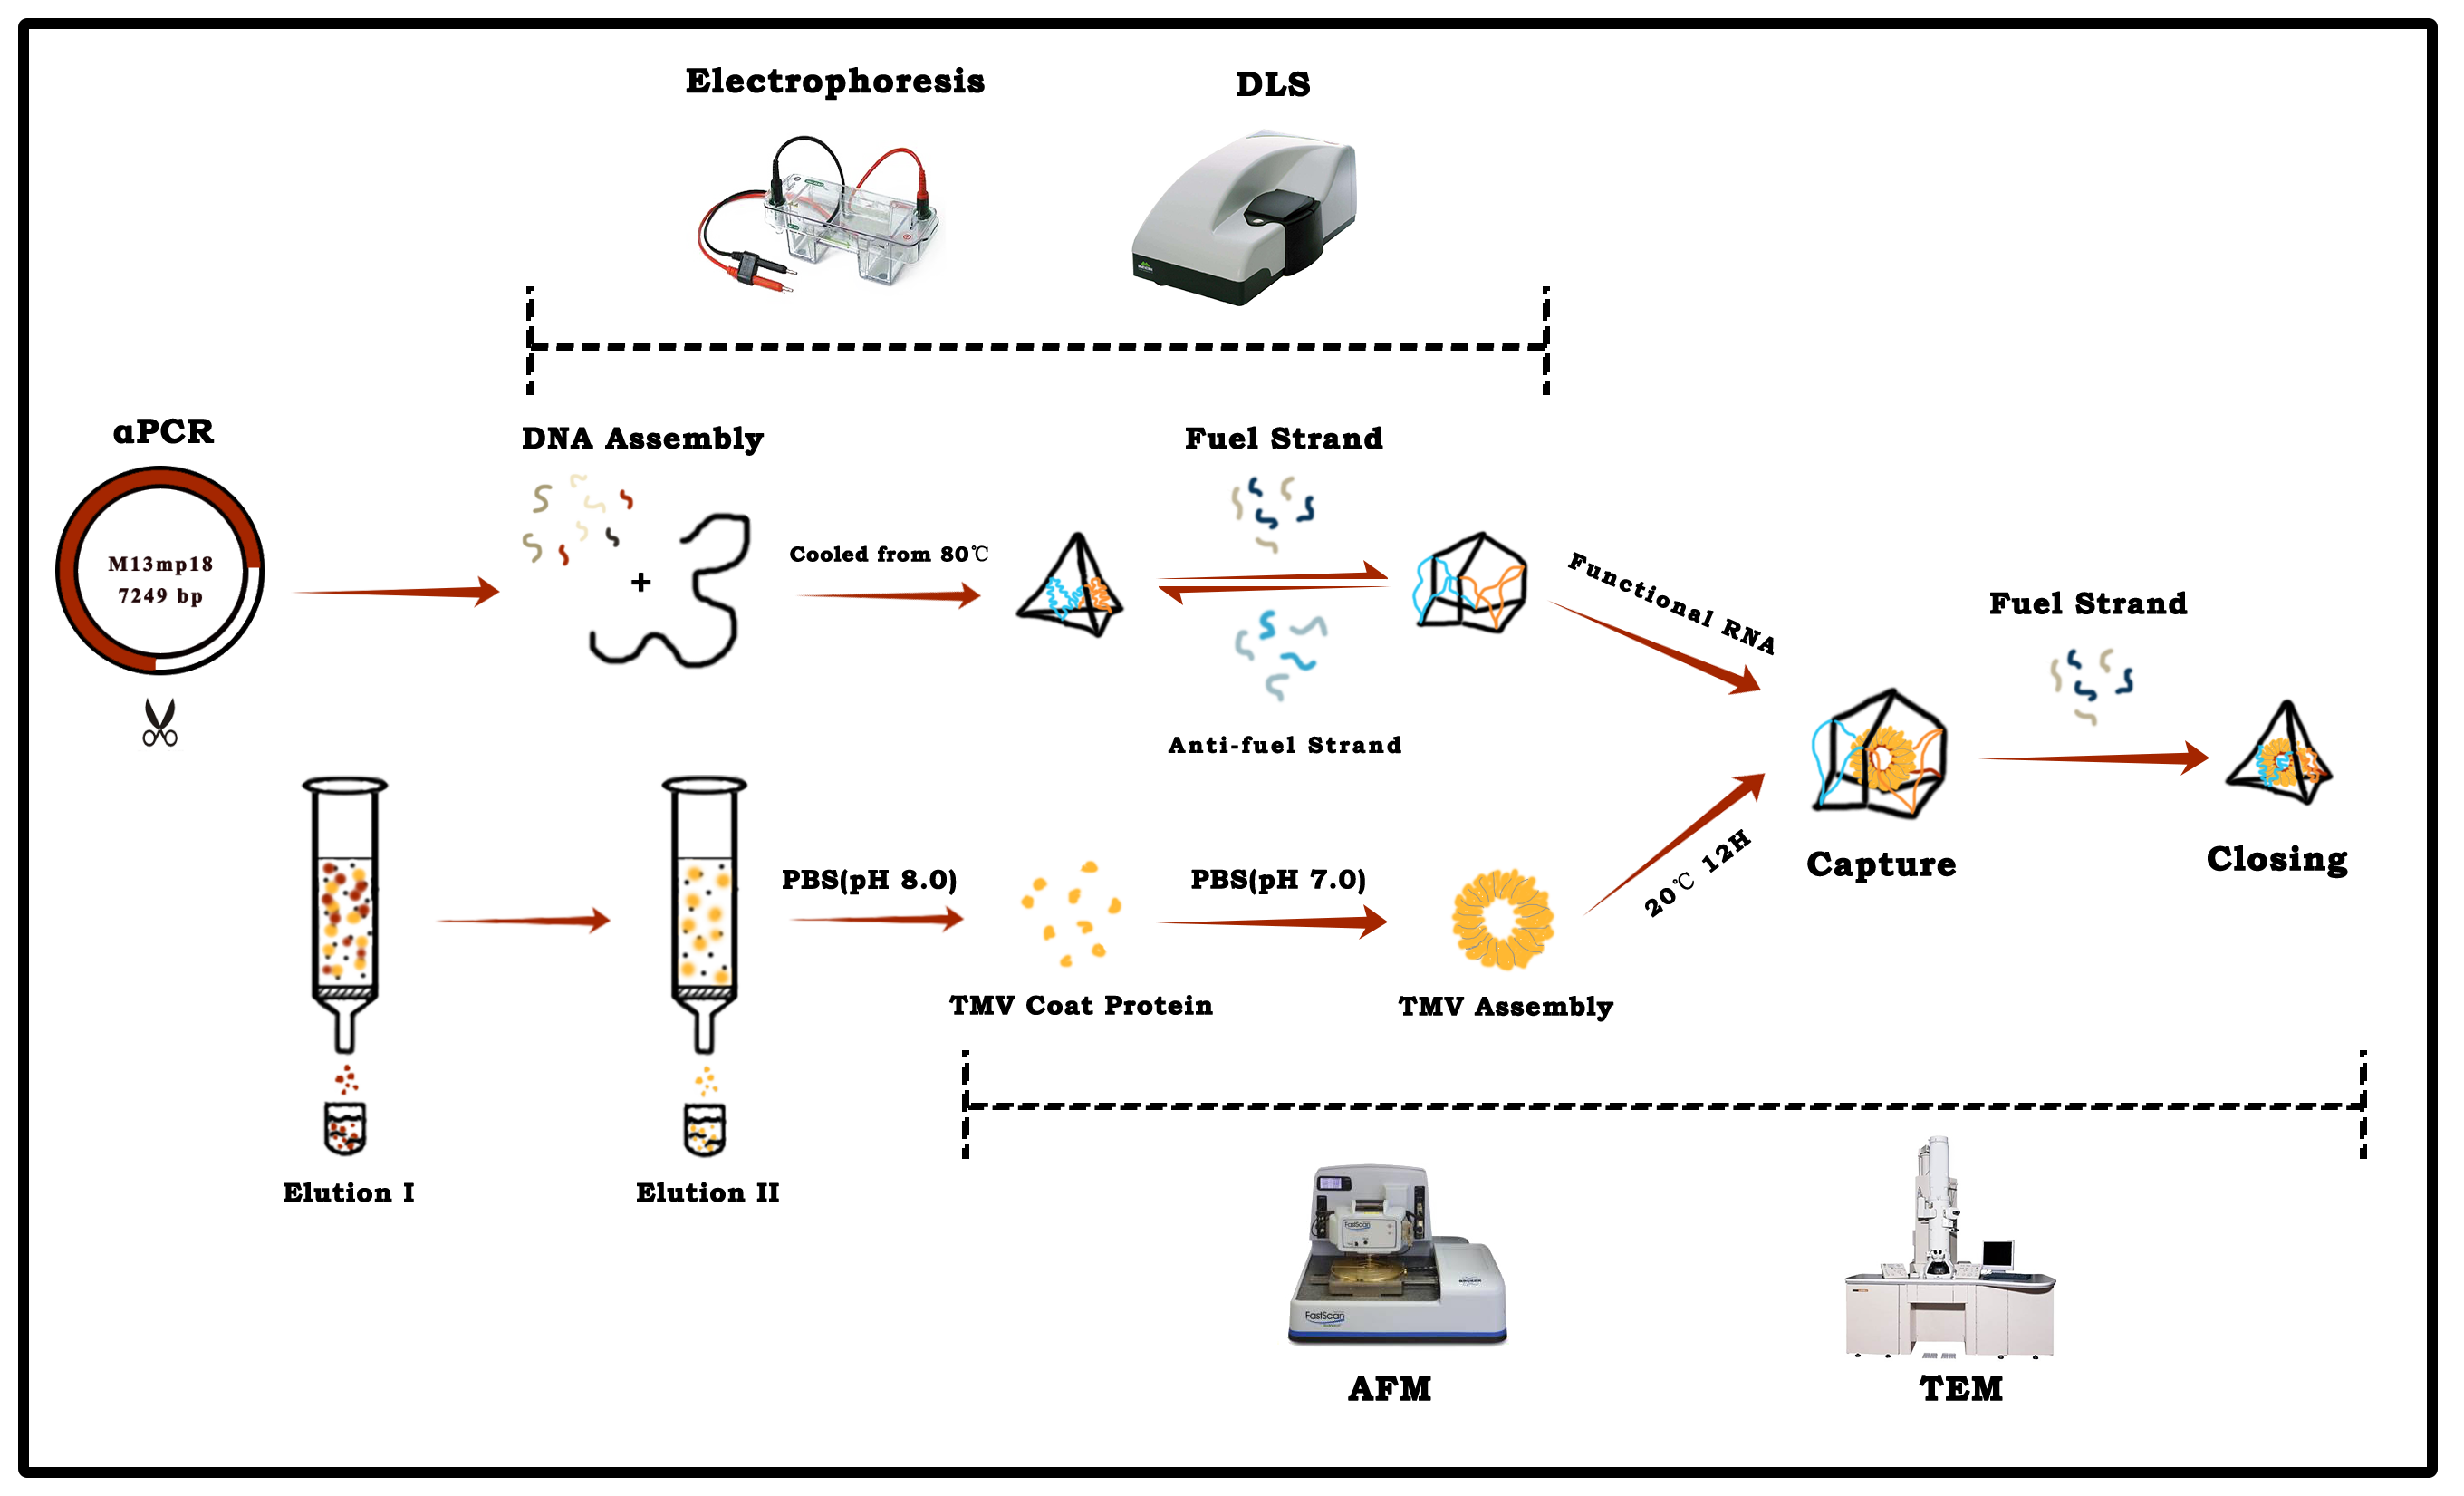 Electrophoresis
DLS
aPCR
M13mp18
7249 bp
DNA Assembly
+
Cooled from 80℃
Fuel Strand
Anti-fuel Strand
Functional RNA
Fuel Strand
Capture
Closing
PBS(pH 8.0)
PBS(pH 7.0)
20℃ 12H
TMV Coat Protein
TMV Assembly
Elution I
Elution II
FastScan
FastScan
AFM
TEM